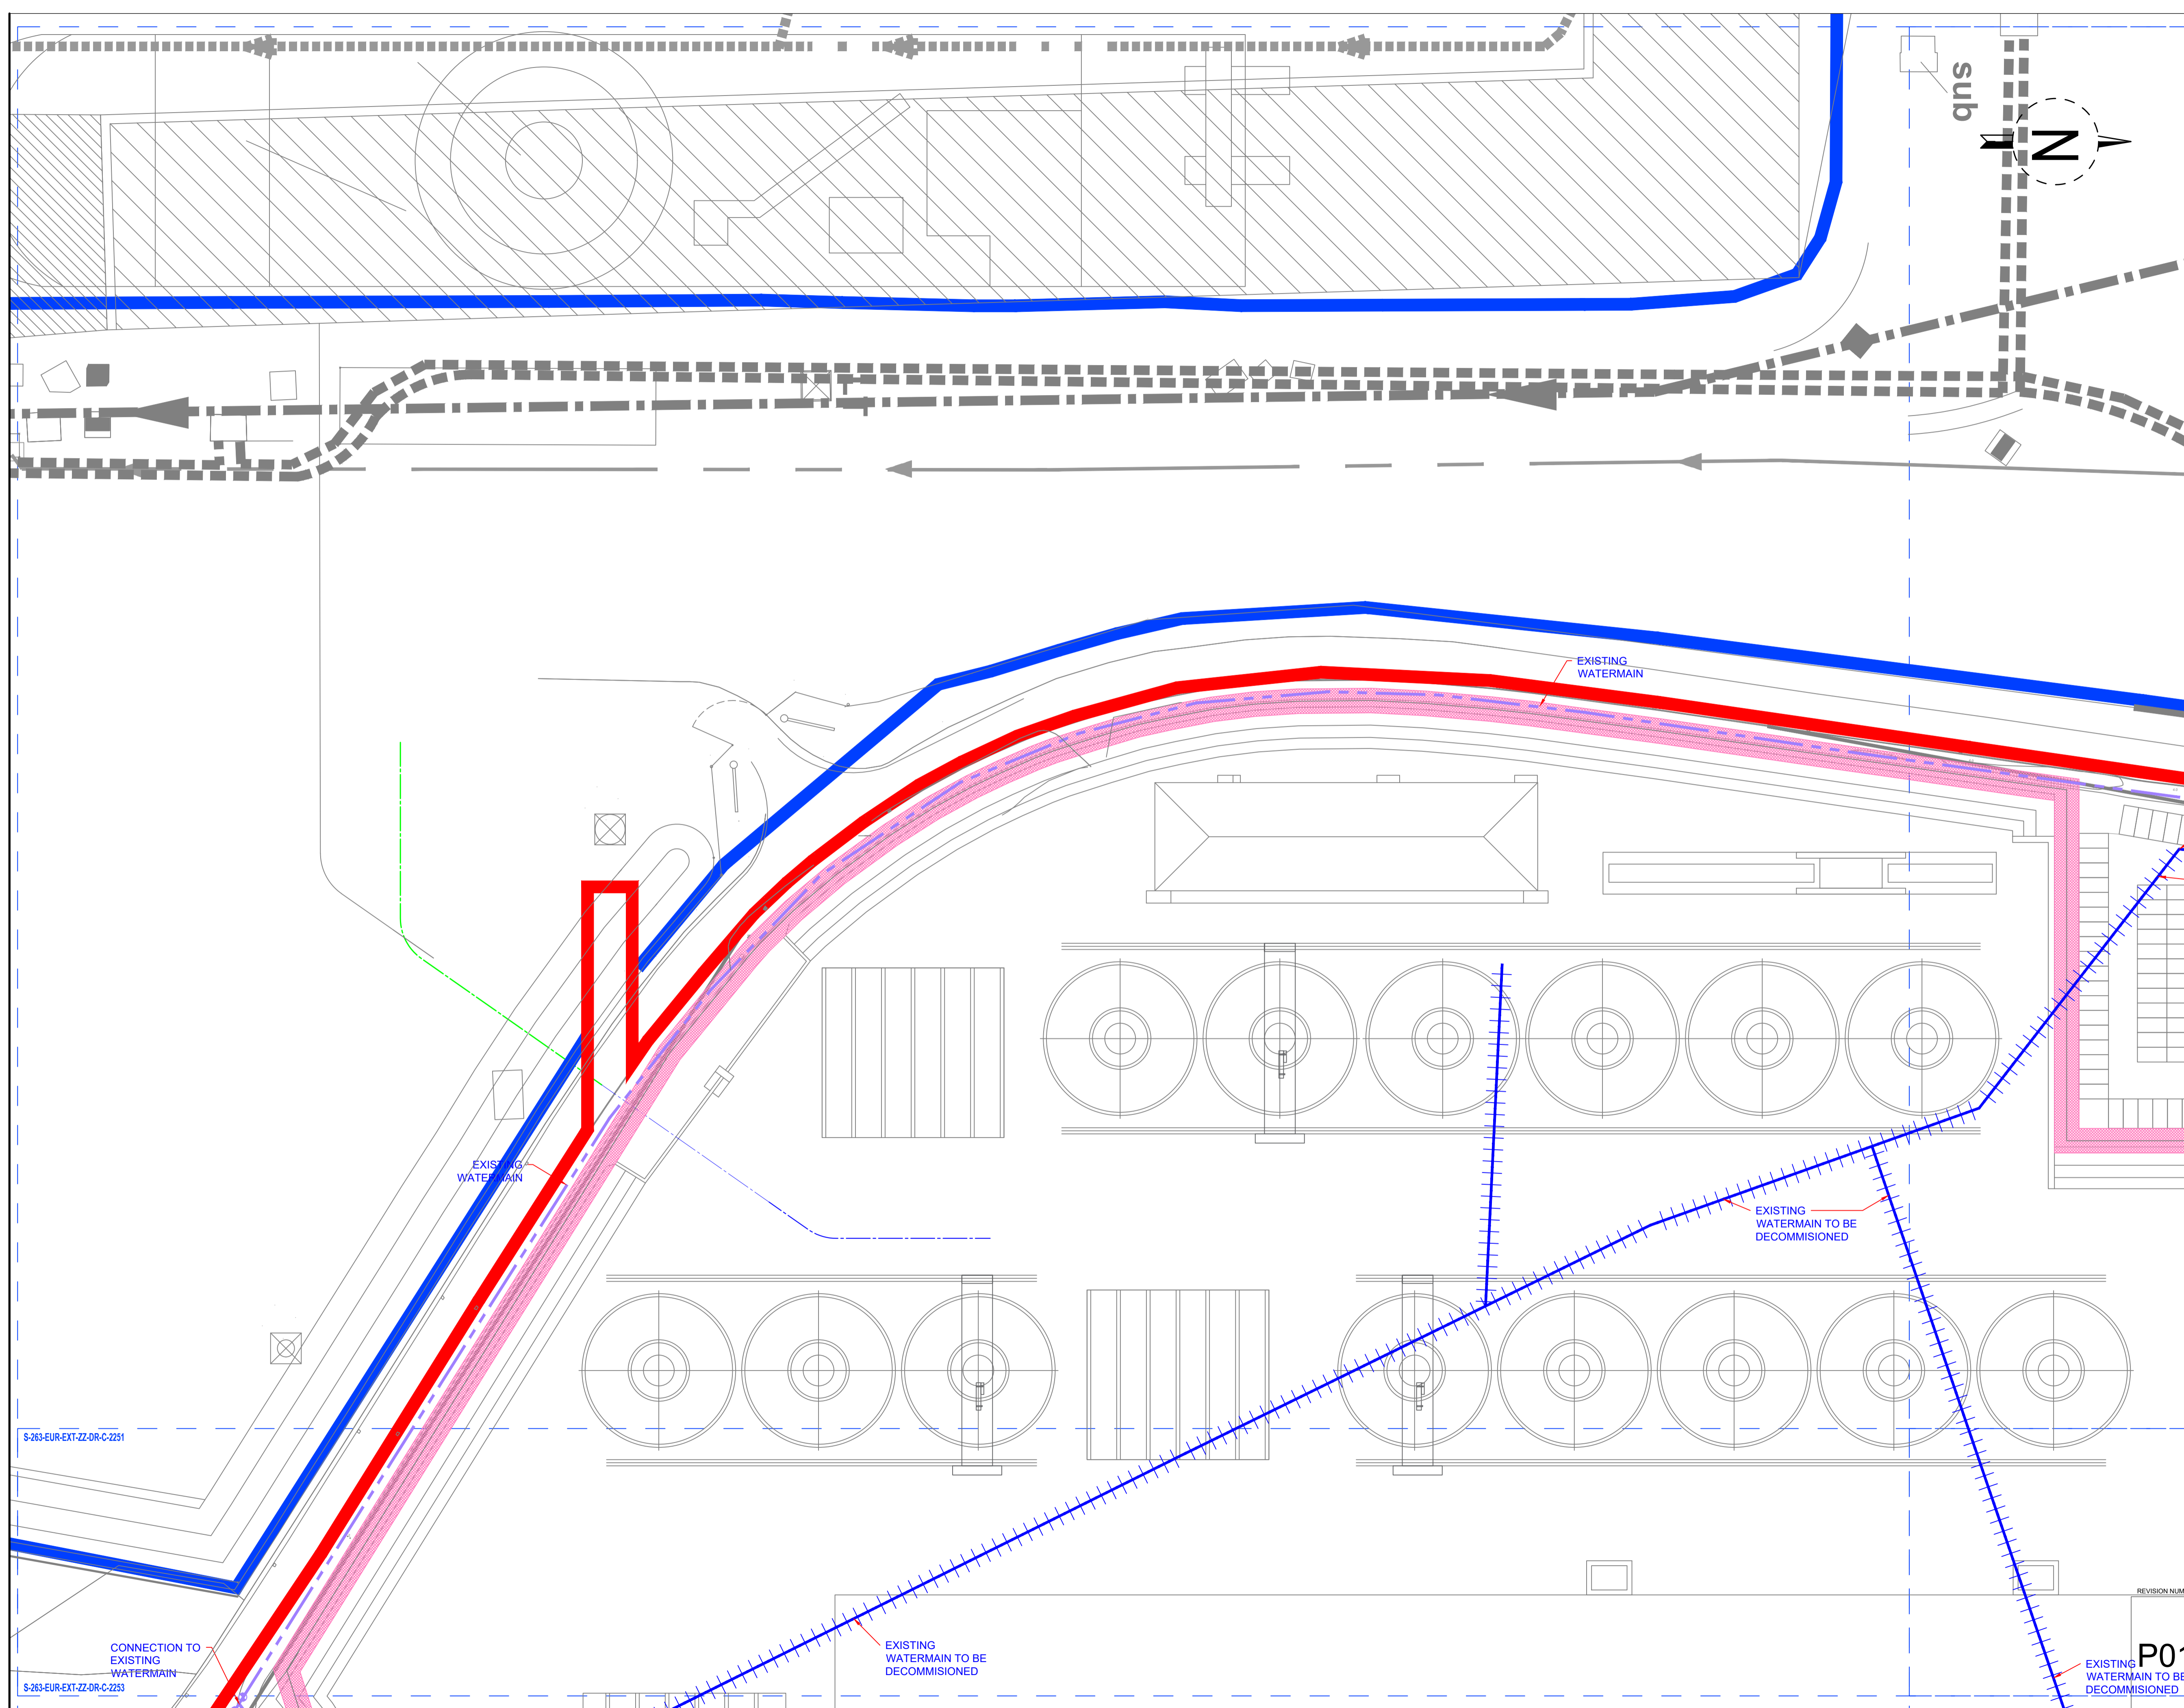 sub
N
EXISTING
WATERMAIN
EXISTING
WATERMAIN
EXISTING
WATERMAIN TO BE
DECOMMISIONED
S-263-EUR-EXT-ZZ-DR-C-2251
REVISION NUM
CONNECTION TO
EXISTING
WATERMAIN
EXISTING
WATERMAIN TO BE
DECOMMISIONED
P01
EXISTING
WATERMAIN TO BE
DECOMMISIONED
S-263-EUR-EXT-ZZ-DR-C-2253